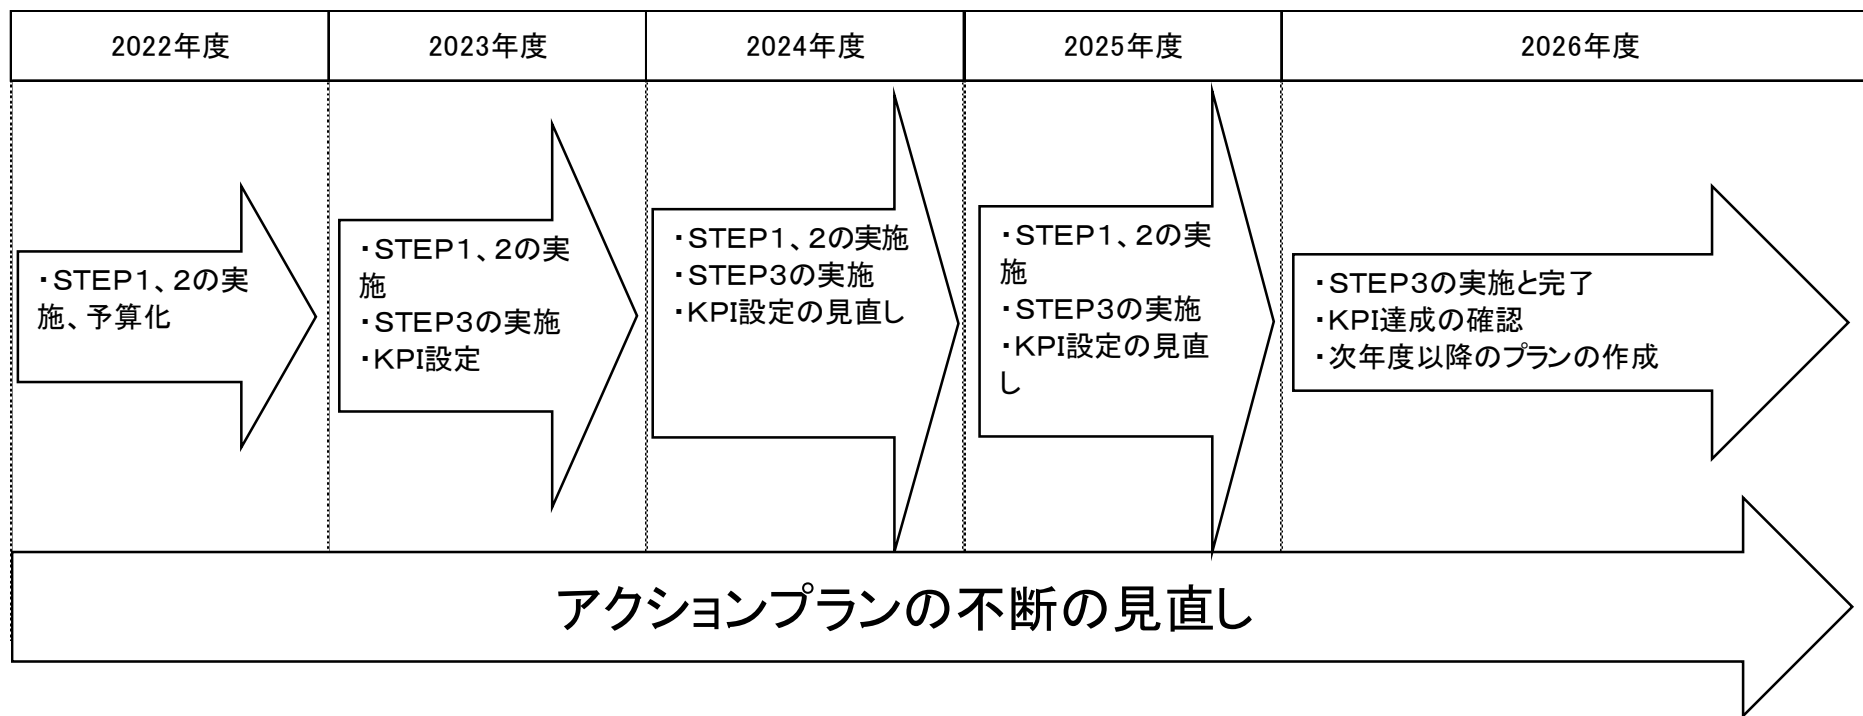 2022年度
2023年度
2024年度
2025年度
2026年度
・STEP1、2の実
施、予算化
・STEP1、2の実
施
・STEP3の実施
・KPI設定
・STEP1、2の実施
・STEP3の実施
・KPI設定の見直し
・STEP1、2の実
施
・STEP3の実施
・KPI設定の見直
し
・STEP3の実施と完了
・KPI達成の確認
・次年度以降のプランの作成
アクションプランの不断の見直し